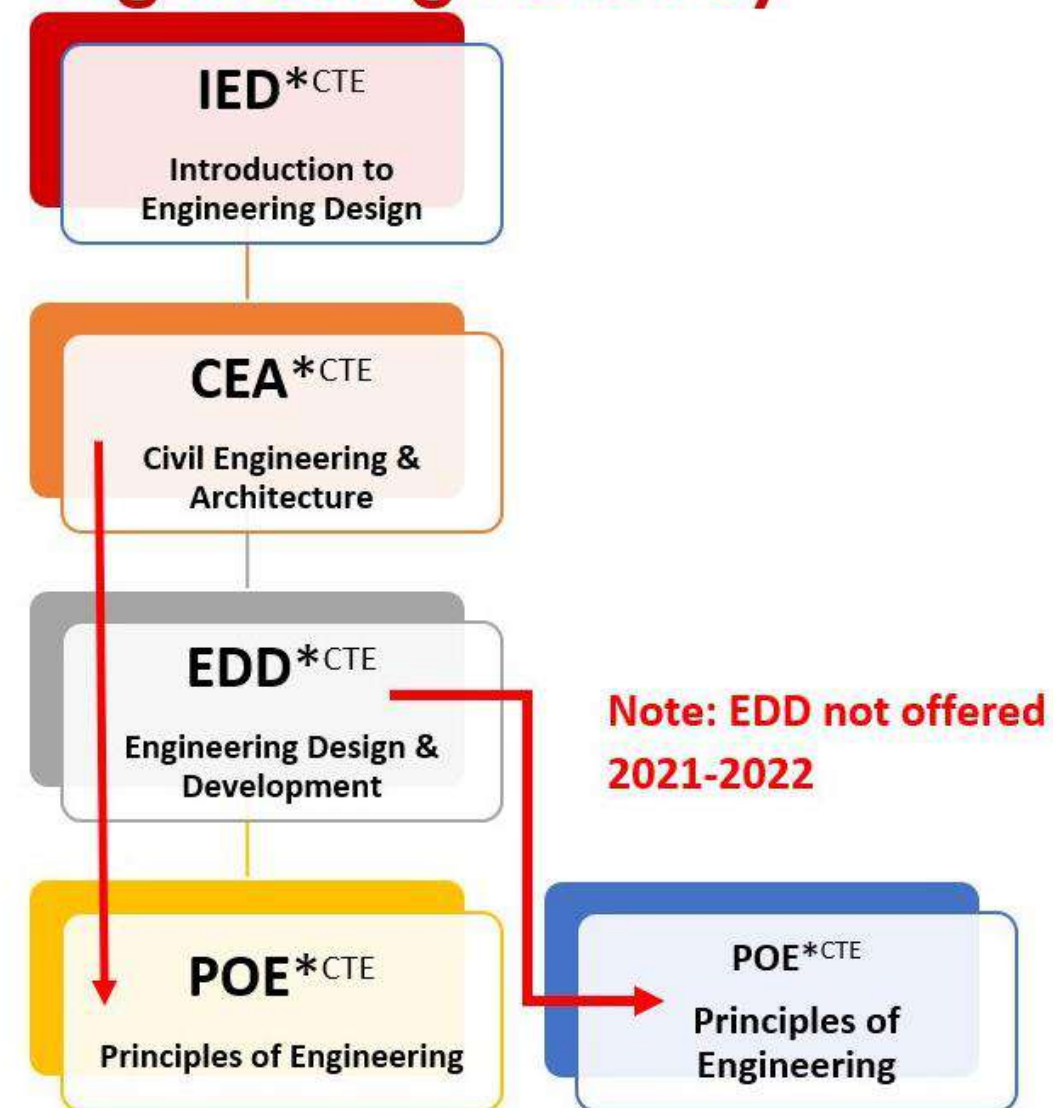 IED*CTE
Introduction to
Engineering Design
CEA*CTE
Civil Engineering &
Architecture
EDD*CTE
Engineering Design &
Development
Note: EDD not offered
2021-2022
POE*CTE
Principles of Engineering
POE*CTE
Principles of
Engineering